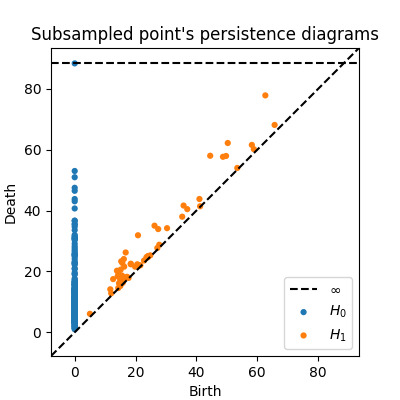 Subsampled point's persistence diagrams
80
60
40
20
0
Death
0 20 40 60 80
Birth
∞
H₀
H₁